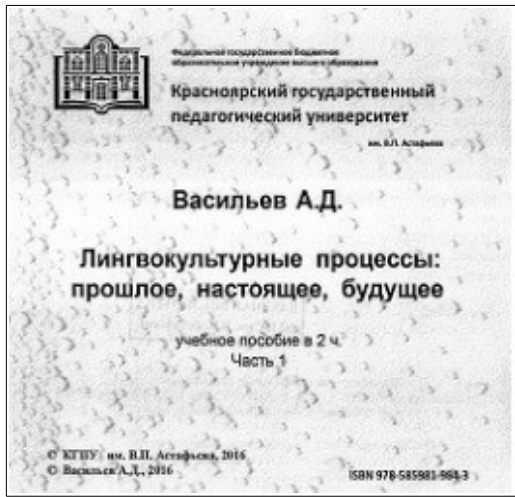 Федеральное государственное бюджетное
образовательное учреждение высшего образования
Красноярский государственный
педагогический университет
им. В.П. Астафьева
Васильев А.Д.
Лингвокультурные процессы:
прошлое, настоящее, будущее
учебное пособие в 2 ч.
Часть 1
© КГПУ им. В.П. Астафьева, 2016
© Васильев А.Д., 2016
ISBN 978-585981-984-3